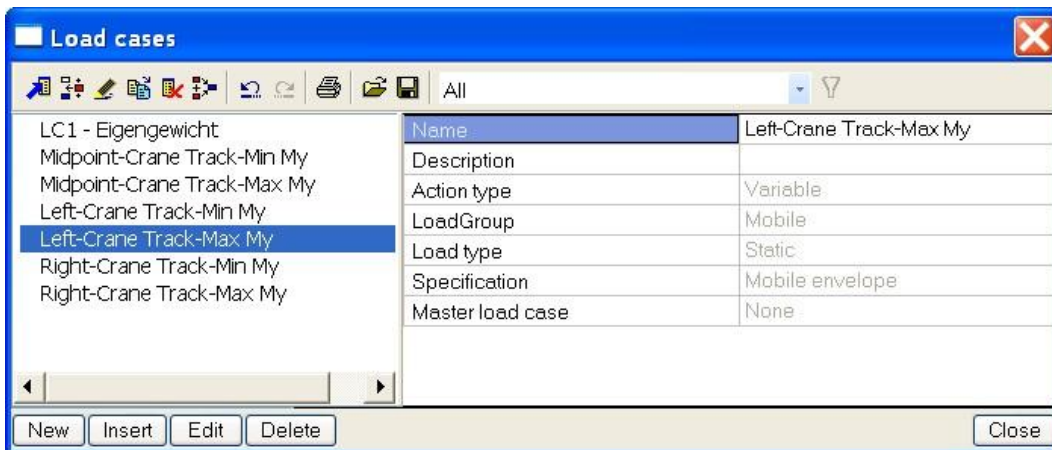 Load cases
All
LC1 - Eigengewicht
Midpoint-Crane Track-Min My
Midpoint-Crane Track-Max My
Left-Crane Track-Min My
Left-Crane Track-Max My
Right-Crane Track-Min My
Right-Crane Track-Max My
Name Left-Crane Track-Max My
Description
Action type Variable
LoadGroup Mobile
Load type Static
Specification Mobile envelope
Master load case None
New Insert Edit Delete Close